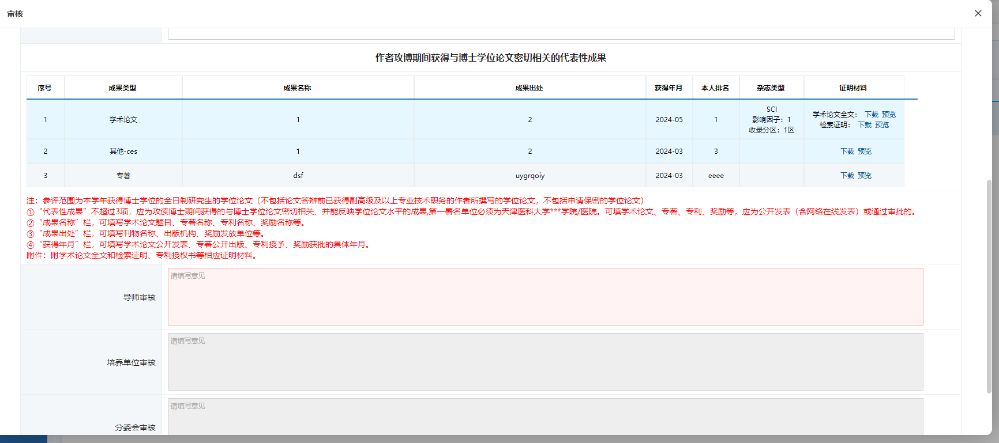 审核
作者攻博期间获得与博士学位论文密切相关的代表性成果
序号 成果类型 成果名称 成果出处 获得年月 本人排名 杂志类型 证明材料
1 学术论文 1 2 2024-05 1 SCI 影响因子：1 收录分区：1区 学术论文全文： 下载 预览 检索证明： 下载 预览
2 其他-ces 1 2 2024-03 3 下载 预览
3 专著 dsf uygrqoiy 2024-03 eeee 下载 预览
注：参评范围为本学年获得博士学位的全日制研究生的学位论文（不包括论文答辩前已获得副高级及以上专业技术职务的作者所撰写的学位论文，不包括申请保密的学位论文）
①“代表性成果”不超过3项，应为攻读博士期间获得的与博士学位论文密切相关、并能反映学位论文水平的成果,第一署名单位必须为天津医科大学***学院/医院。可填学术论文、专著、专利、奖励等，应为公开发表（含网络在线发表）或通过审批的。
②“成果名称”栏，可填写学术论文题目、专著名称、专利名称、奖励名称等。
③“成果出处”栏，可填写刊物名称、出版机构、奖励发放单位等。
④“获得年月”栏，可填写学术论文公开发表、专著公开出版、专利授予、奖励获批的具体年月。
附件：附学术论文全文和检索证明、专利授权书等相应证明材料。
导师审核 请填写意见
培养单位审核 请填写意见
分委会审核 请填写意见